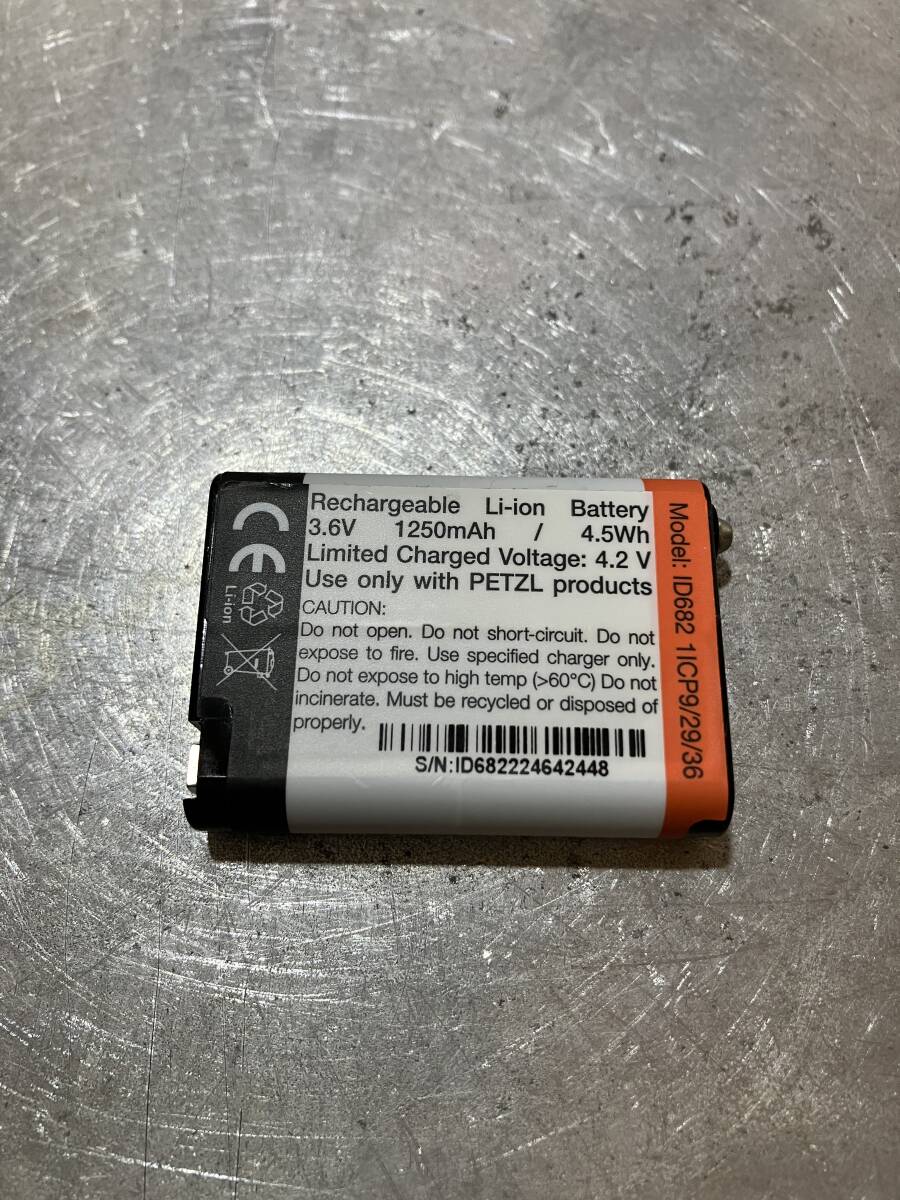 Rechargeable Li-ion Battery
3.6V 1250mAh / 4.5Wh
Limited Charged Voltage: 4.2 V
Use only with PETZL products
CAUTION:
Do not open. Do not short-circuit. Do not
expose to fire. Use specified charger only.
Do not expose to high temp (>60°C) Do not
incinerate. Must be recycled or disposed of
properly.
S/N:ID682224642448
CE
Li-ion
Model: ID682 1ICP9/29/36